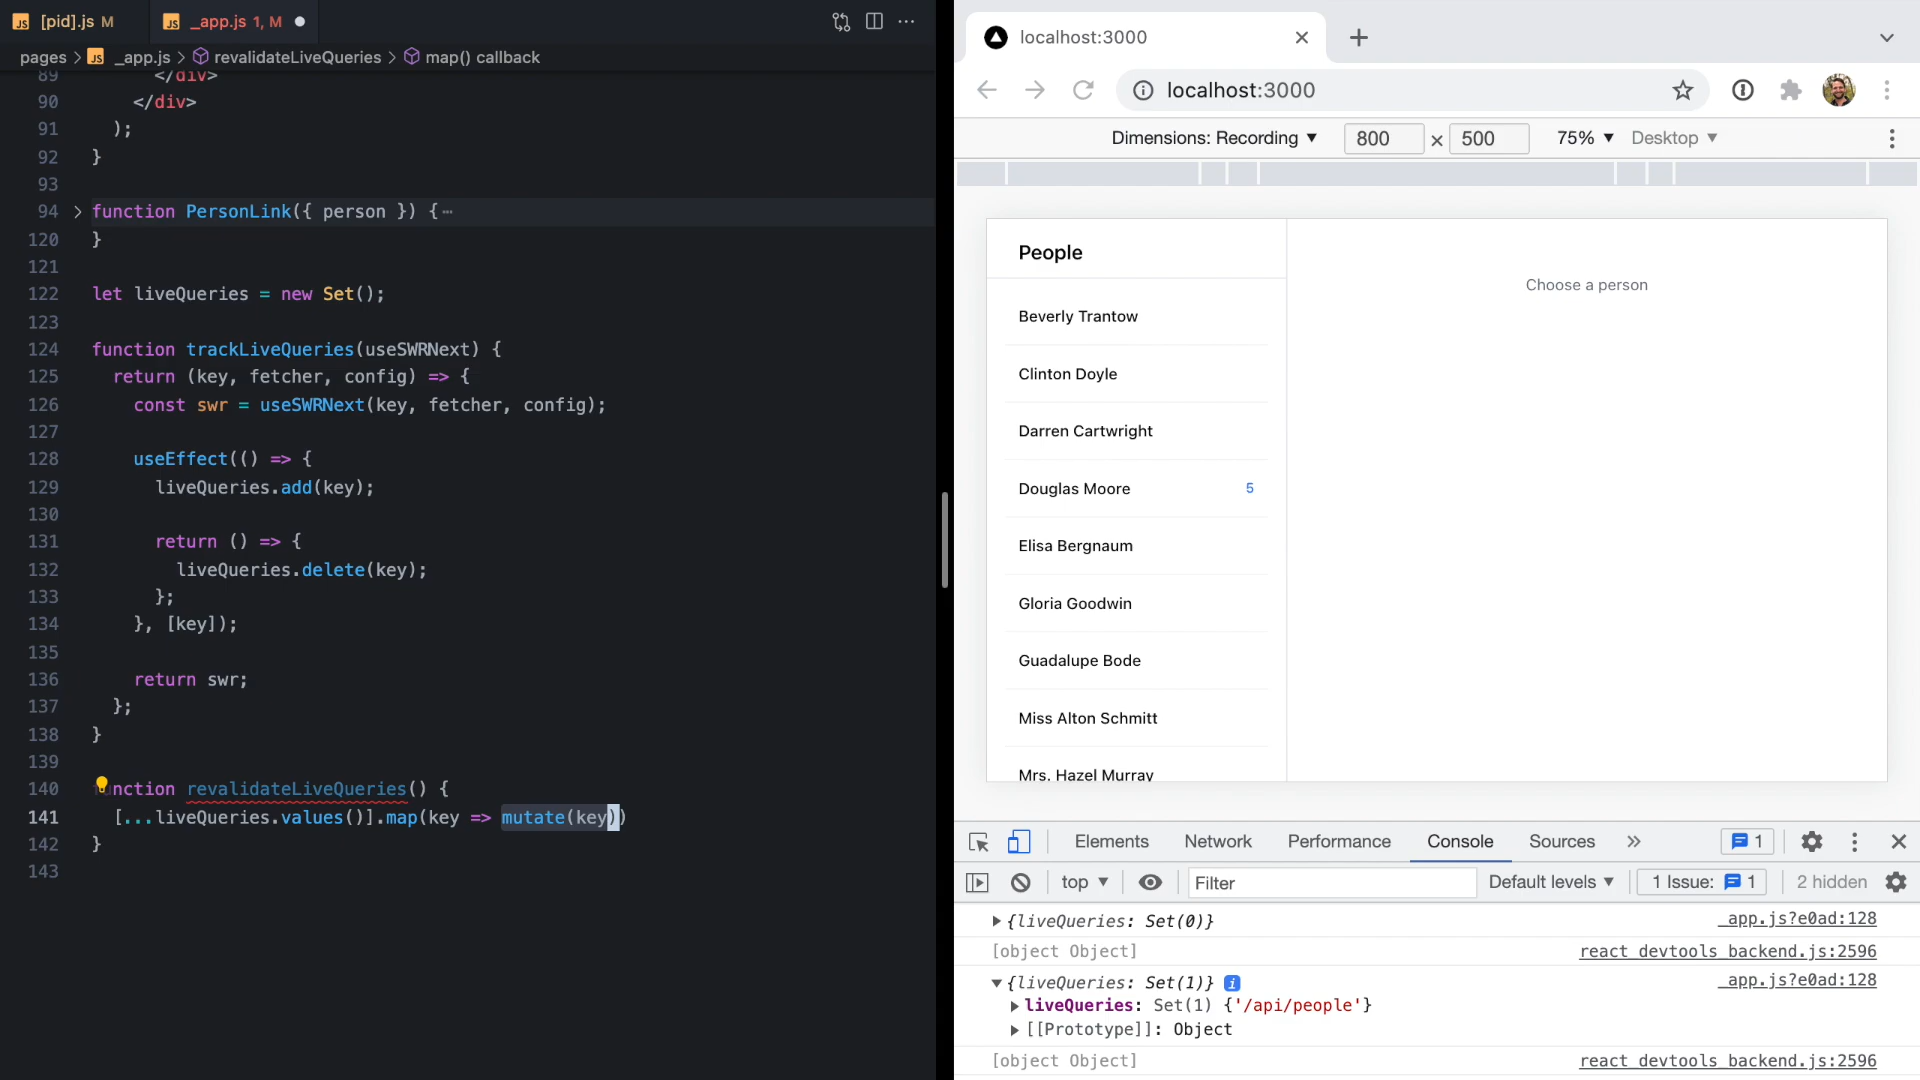 [pid].js M
_app.js 1, M
pages > _app.js > revalidateLiveQueries > map() callback
89 </div>
90 </div>
91 );
92 }
93
94 function PersonLink({ person }) {
120 }
121
122 let liveQueries = new Set();
123
124 function trackLiveQueries(useSWRNext) {
125 return (key, fetcher, config) => {
126 const swr = useSWRNext(key, fetcher, config);
127
128 useEffect(() => {
129 liveQueries.add(key);
130
131 return () => {
132 liveQueries.delete(key);
133 };
134 }, [key]);
135
136 return swr;
137 };
138 }
139
140 nction revalidateLiveQueries() {
141 [...liveQueries.values()].map(key => mutate(key))
142 }
143
localhost:3000
localhost:3000
Dimensions: Recording 800 × 500 75% Desktop
People
Choose a person
Beverly Trantow
Clinton Doyle
Darren Cartwright
Douglas Moore 5
Elisa Bergnaum
Gloria Goodwin
Guadalupe Bode
Miss Alton Schmitt
Mrs. Hazel Murray
Elements Network Performance Console Sources » 1
top Filter Default levels 1 Issue: 1 2 hidden
{liveQueries: Set(0)} _app.js?e0ad:128
[object Object] react_devtools_backend.js:2596
{liveQueries: Set(1)} i _app.js?e0ad:128
liveQueries: Set(1) {'/api/people'}
[[Prototype]]: Object
[object Object] react_devtools_backend.js:2596